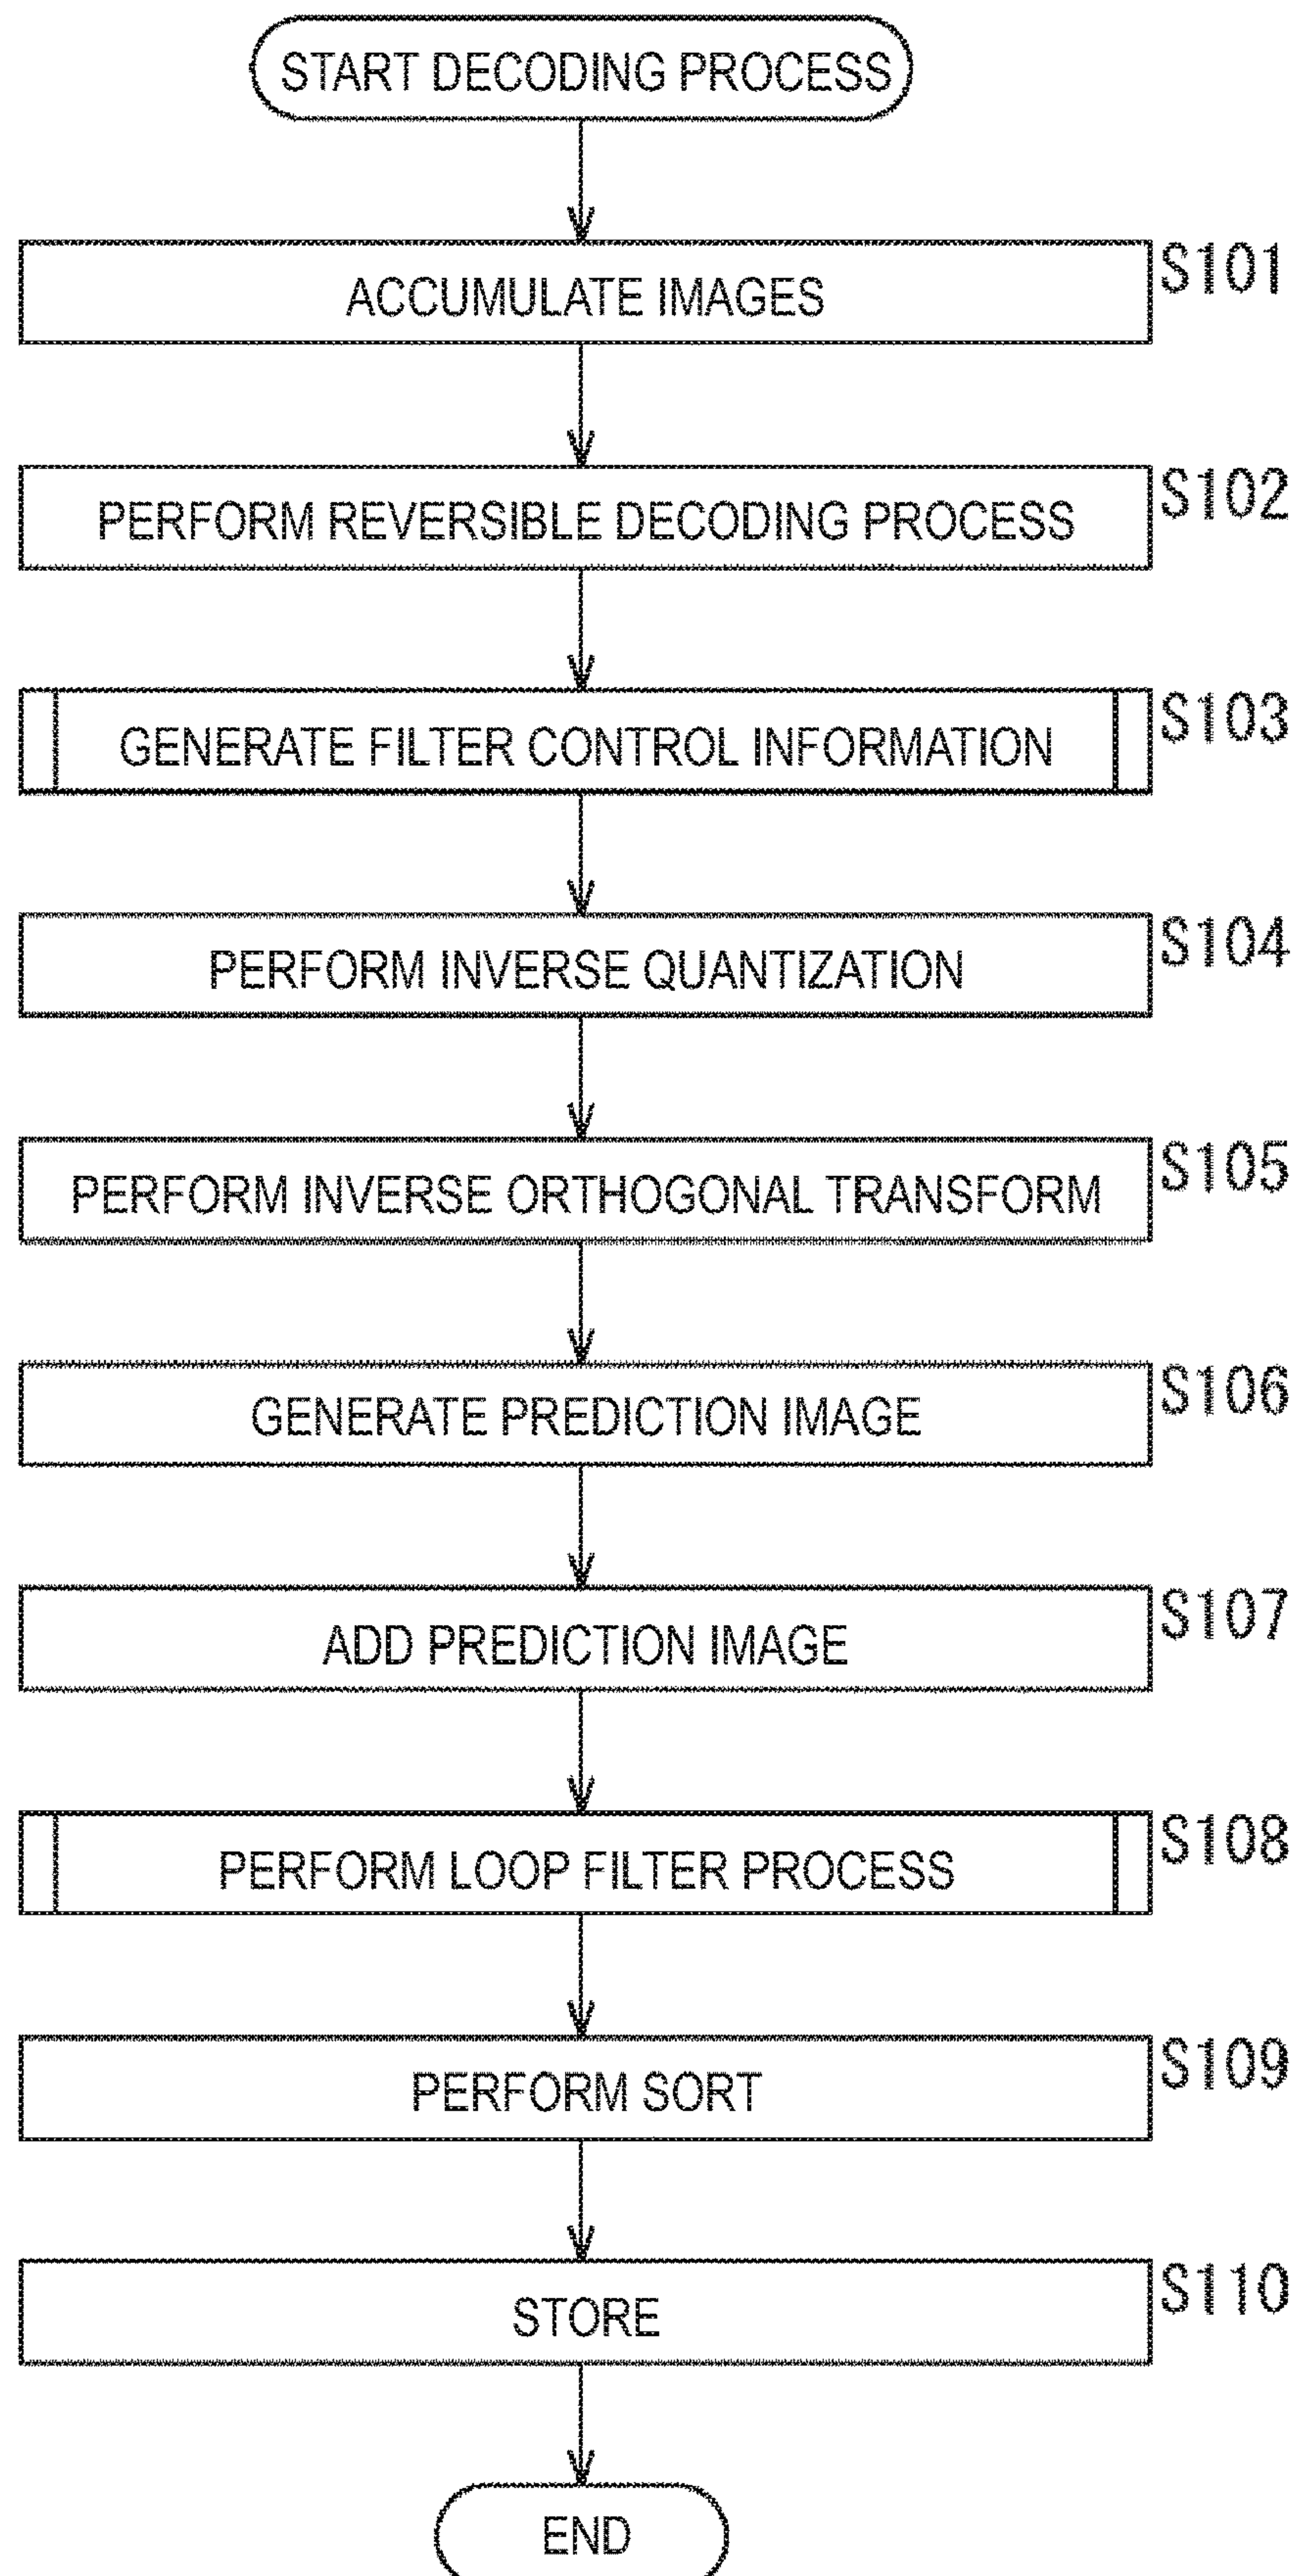 START DECODING PROCESS
ACCUMULATE IMAGES
S101
PERFORM REVERSIBLE DECODING PROCESS
S102
GENERATE FILTER CONTROL INFORMATION
S103
PERFORM INVERSE QUANTIZATION
S104
PERFORM INVERSE ORTHOGONAL TRANSFORM
S105
GENERATE PREDICTION IMAGE
S106
ADD PREDICTION IMAGE
S107
PERFORM LOOP FILTER PROCESS
S108
PERFORM SORT
S109
STORE
S110
END